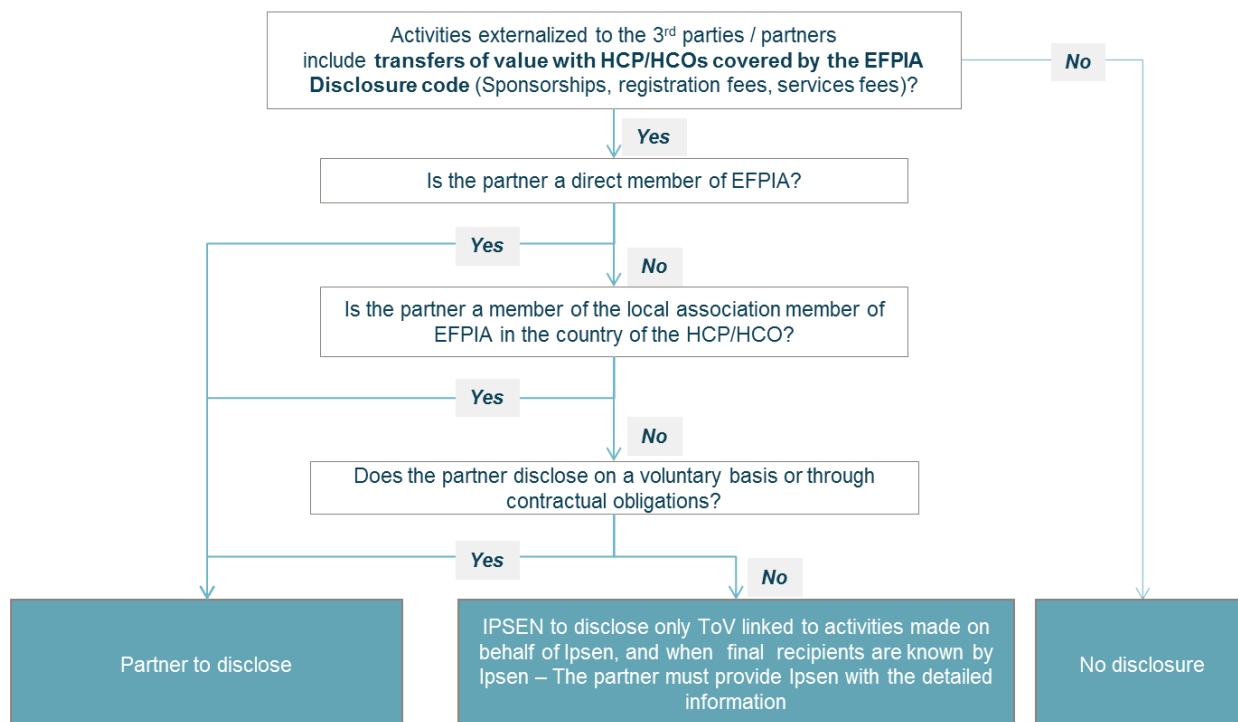 Activities externalized to the 3rd parties / partners
include transfers of value with HCP/HCOs covered by the EFPIA
Disclosure code (Sponsorships, registration fees, services fees)?
No
Yes
Is the partner a direct member of EFPIA?
Yes
No
Is the partner a member of the local association member of
EFPIA in the country of the HCP/HCO?
Yes
No
Does the partner disclose on a voluntary basis or through
contractual obligations?
Yes
No
Partner to disclose
IPSEN to disclose only ToV linked to activities made on
behalf of Ipsen, and when final recipients are known by
Ipsen – The partner must provide Ipsen with the detailed
information
No disclosure